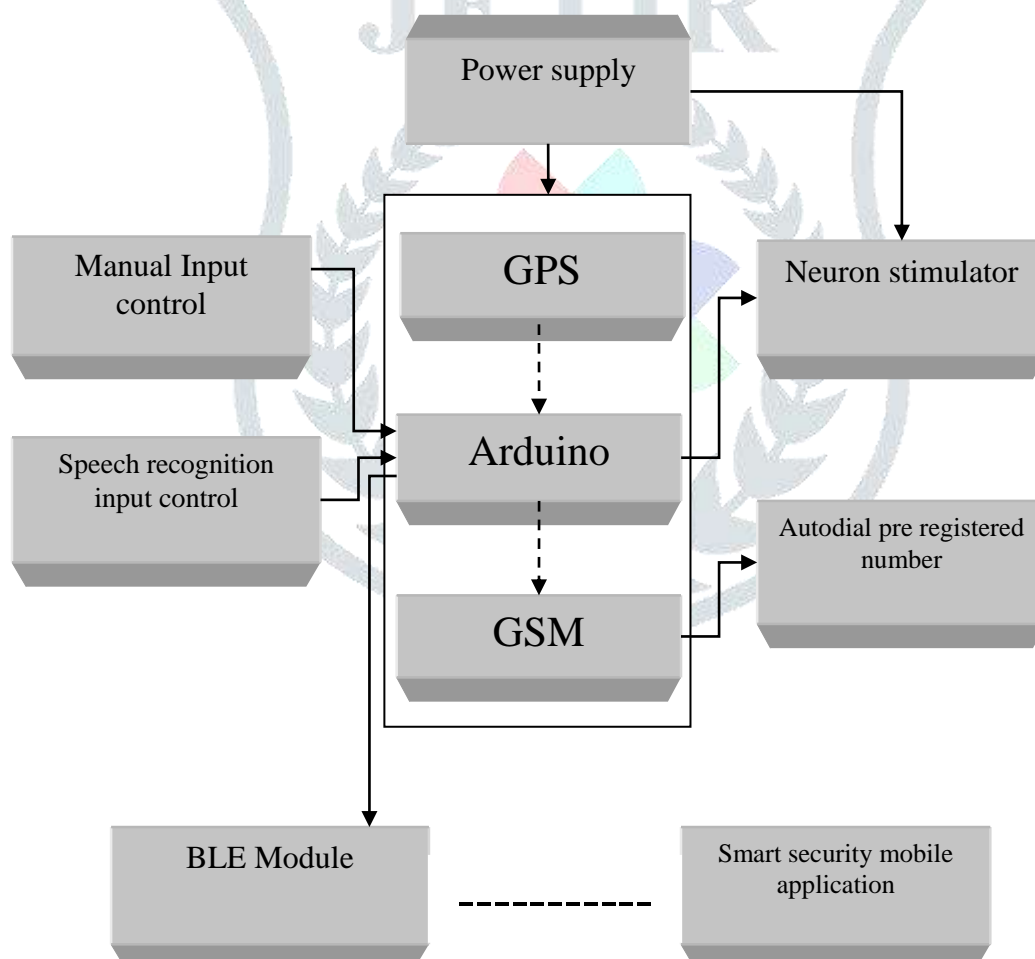 JETIR
Power supply
Manual Input
control
GPS
Neuron stimulator
Speech recognition
input control
Arduino
Autodial pre registered
number
GSM
BLE Module
Smart security mobile
application